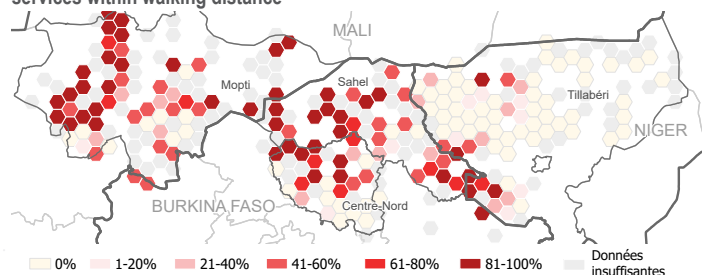 services within walking distance
MALI
Mopti
Sahel
Tillabéri
NIGER
BURKINA FASO
Centre-Nord
0%
1-20%
21-40%
41-60%
61-80%
81-100%
Données
insuffisantes